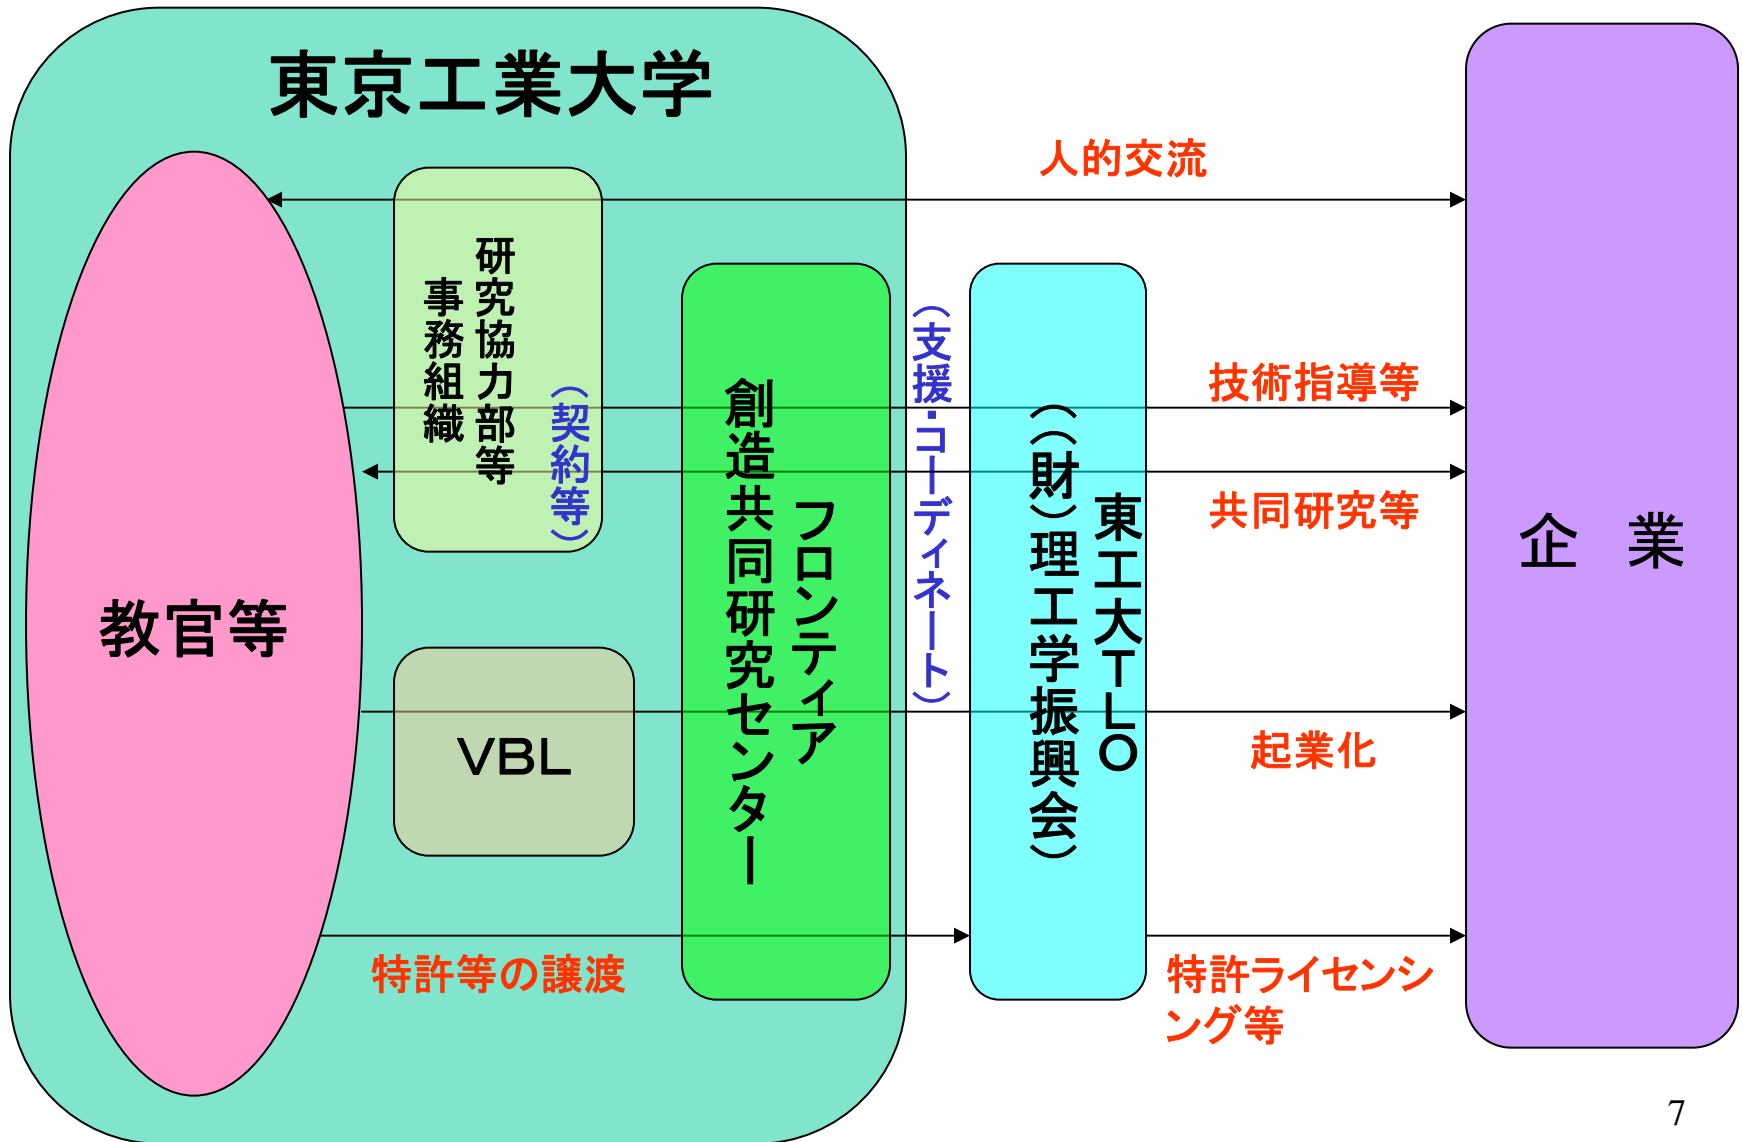 東京工業大学
人的交流
研究協力部等
事務組織
（契約等）
フロンティア
創造共同研究センター
（支援・コーディネート）
東工大TLO
（（財）理工学振興会）
技術指導等
共同研究等
企　業
教官等
VBL
起業化
特許等の譲渡
特許ライセンシ
ング等
7